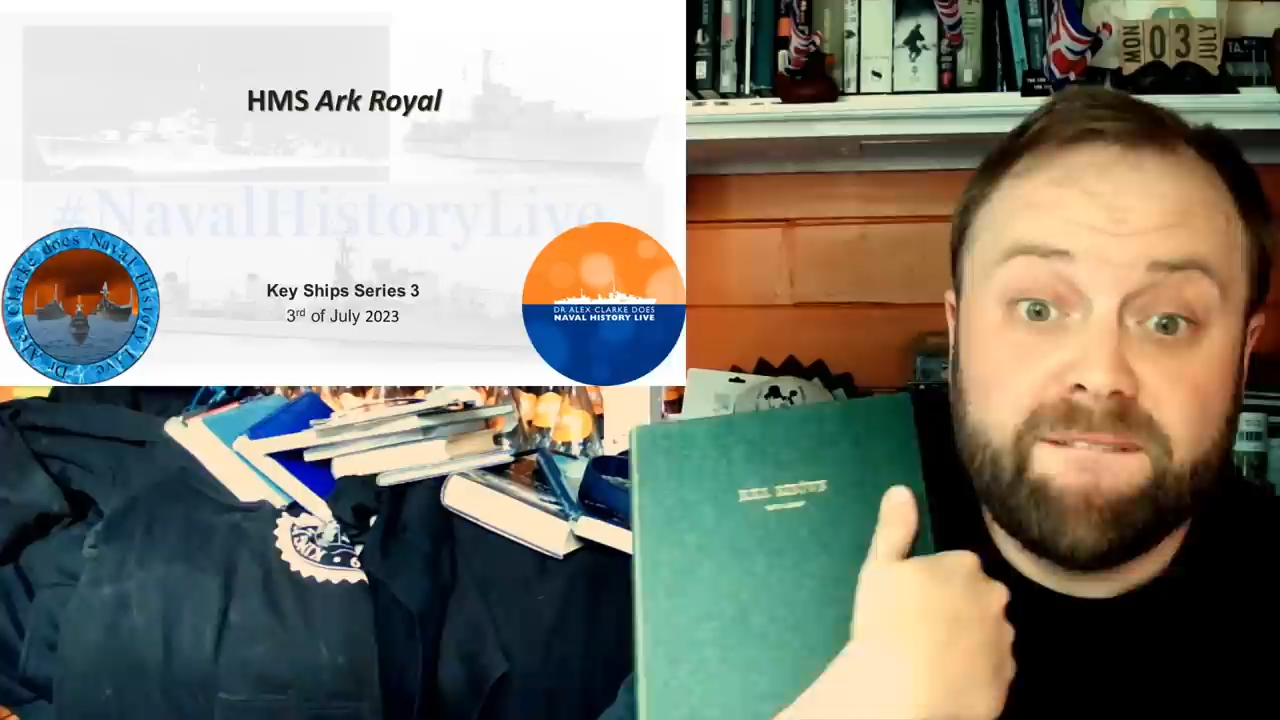 HMS Ark Royal
#NavalHistoryLive
Key Ships Series 3
3rd of July 2023
Dr Alex Clarke does Naval History Live
DR ALEX CLARKE DOES
NAVAL HISTORY LIVE
MON
03
JULY